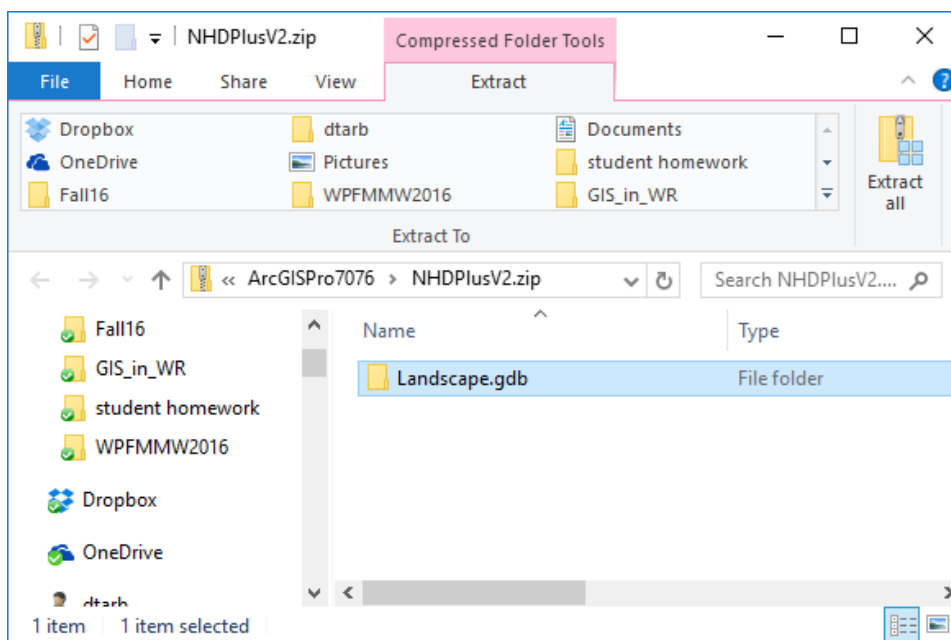 NHDPlusV2.zip
Compressed Folder Tools
File Home Share View Extract
Dropbox dtarb Documents
OneDrive Pictures student homework
Fall16 WPFMMW2016 GIS_in_WR
Extract all
Extract To
« ArcGISPro7076 > NHDPlusV2.zip
Search NHDPlusV2....
Name Type
Landscape.gdb File folder
Fall16
GIS_in_WR
student homework
WPFMMW2016
Dropbox
OneDrive
dtarb
1 item 1 item selected